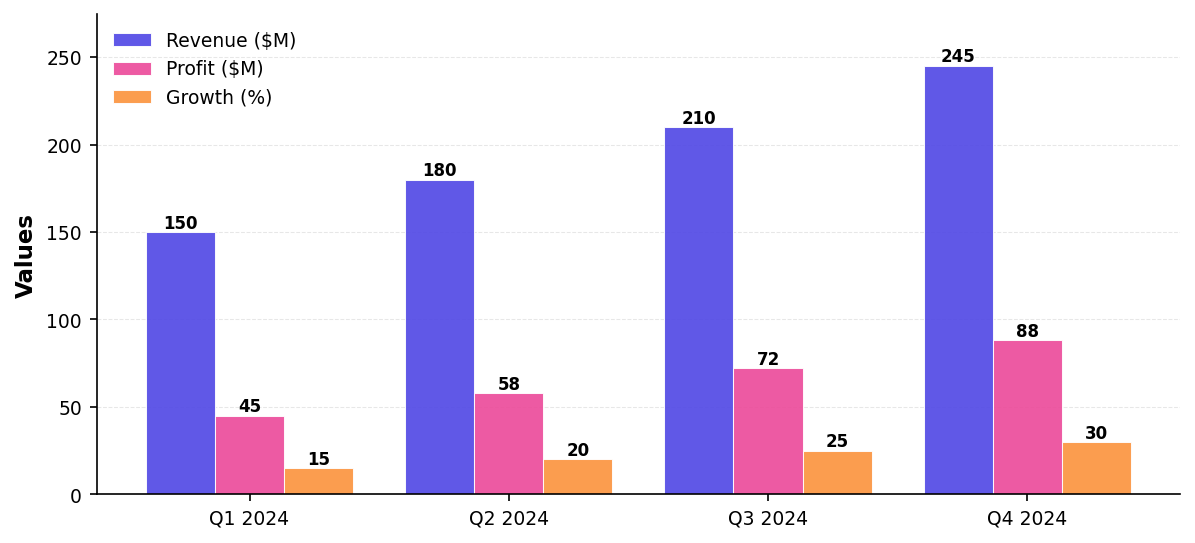 Revenue ($M)
Profit ($M)
Growth (%)
Values
250
200
150
100
50
0
150
45
15
180
58
20
210
72
25
245
88
30
Q1 2024
Q2 2024
Q3 2024
Q4 2024